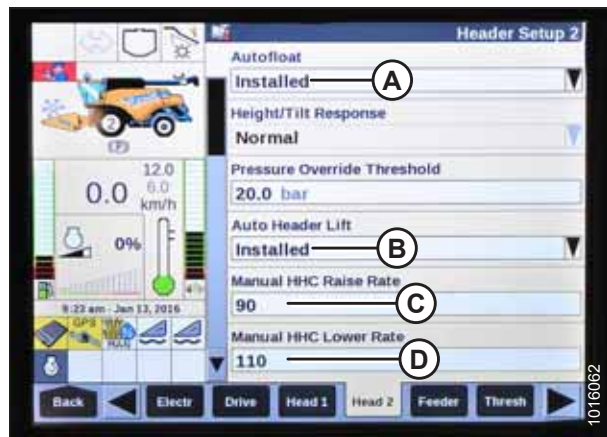 Header Setup 2
Autofloat
Installed
A
Height/Tilt Response
Normal
Pressure Override Threshold
20.0 bar
Auto Header Lift
Installed
B
Manual HHC Raise Rate
90
C
Manual HHC Lower Rate
110
D
2
(P)
12.0
0.0 6.0
km/h
0%
9:23 am - Jan 13, 2016
GPS
Back
Electr
Drive
Head 1
Head 2
Feeder
Thresh
1016062